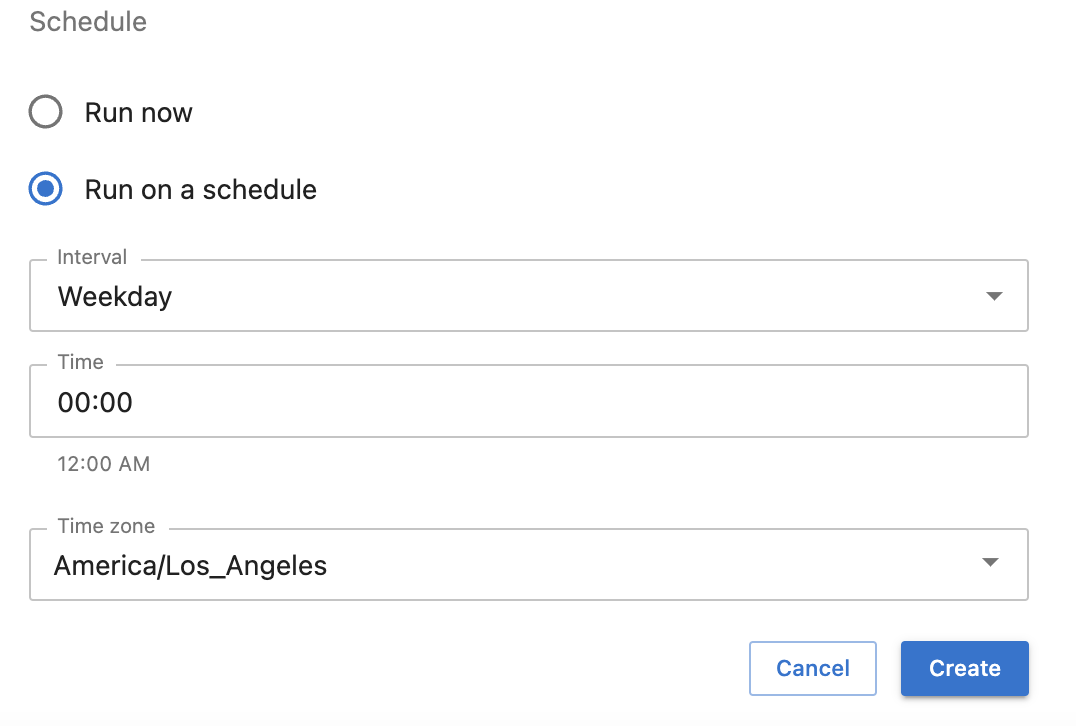 Schedule
Run now
Run on a schedule
Interval
Weekday
Time
00:00
12:00 AM
Time zone
America/Los_Angeles
Cancel Create